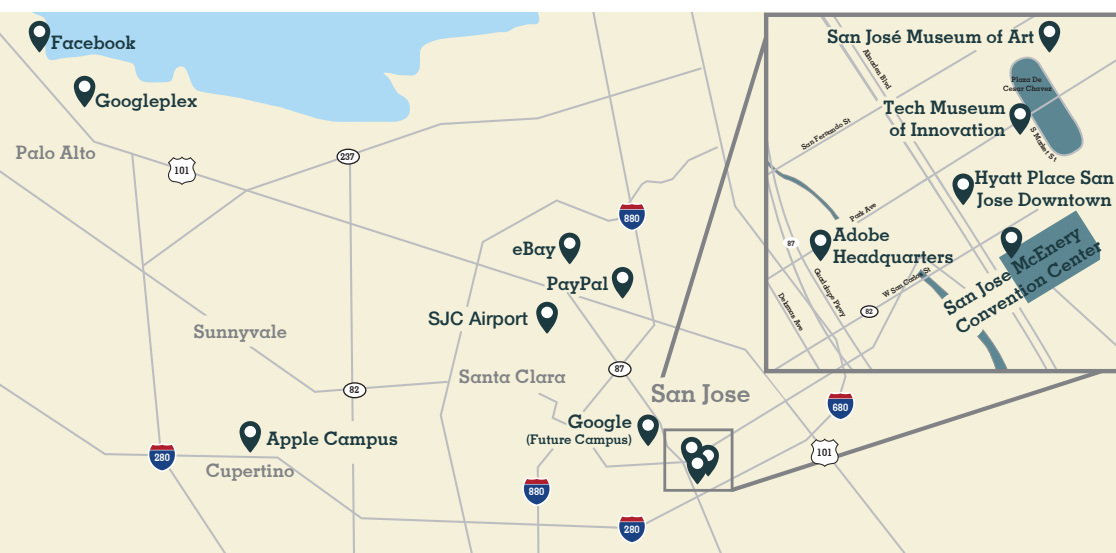 Facebook
Googleplex
Palo Alto
101
237
880
eBay
PayPal
SJC Airport
Sunnyvale
Santa Clara
87
82
San Jose
Google
(Future Campus)
Apple Campus
280
Cupertino
880
280
680
101
San José Museum of Art
Almaden Blvd
Plaza De
Cesar Chavez
Tech Museum
of Innovation
San Fernando St
S Market St
Hyatt Place San
Jose Downtown
Park Ave
87
Adobe
Headquarters
Guadalupe Pkwy
W San Carlos St
82
Delmas Ave
San Jose McEnery
Convention Center